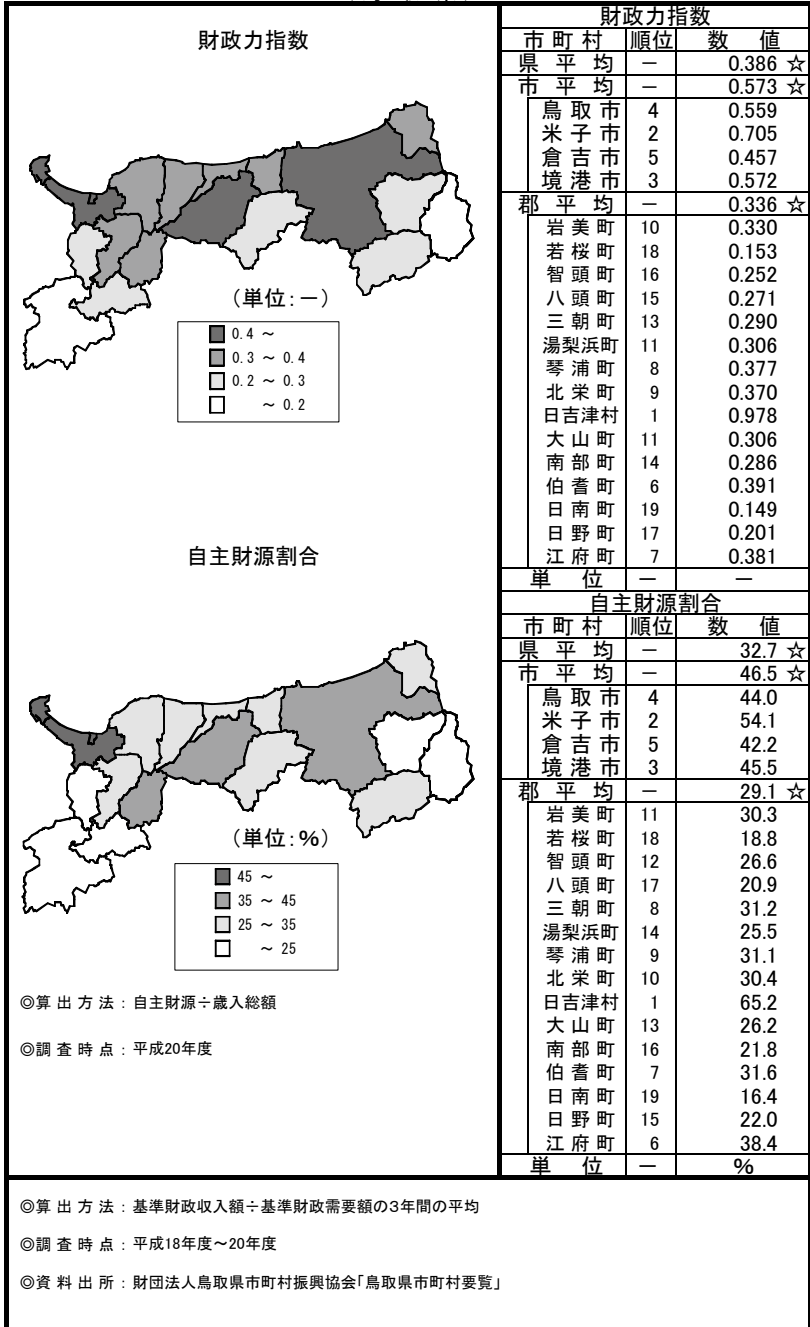 財政力指数
(単位:－)
0.4 ～
0.3 ～ 0.4
0.2 ～ 0.3
～ 0.2
自主財源割合
(単位:%)
45 ～
35 ～ 45
25 ～ 35
～ 25
◎算出方法：自主財源÷歳入総額
◎調査時点：平成20年度
財政力指数
市町村 順位 数値
県平均 － 0.386 ☆
市平均 － 0.573 ☆
鳥取市 4 0.559
米子市 2 0.705
倉吉市 5 0.457
境港市 3 0.572
郡平均 － 0.336 ☆
岩美町 10 0.330
若桜町 18 0.153
智頭町 16 0.252
八頭町 15 0.271
三朝町 13 0.290
湯梨浜町 11 0.306
琴浦町 8 0.377
北栄町 9 0.370
日吉津村 1 0.978
大山町 11 0.306
南部町 14 0.286
伯耆町 6 0.391
日南町 19 0.149
日野町 17 0.201
江府町 7 0.381
単位 － －
自主財源割合
市町村 順位 数値
県平均 － 32.7 ☆
市平均 － 46.5 ☆
鳥取市 4 44.0
米子市 2 54.1
倉吉市 5 42.2
境港市 3 45.5
郡平均 － 29.1 ☆
岩美町 11 30.3
若桜町 18 18.8
智頭町 12 26.6
八頭町 17 20.9
三朝町 8 31.2
湯梨浜町 14 25.5
琴浦町 9 31.1
北栄町 10 30.4
日吉津村 1 65.2
大山町 13 26.2
南部町 16 21.8
伯耆町 7 31.6
日南町 19 16.4
日野町 15 22.0
江府町 6 38.4
単位 － %
◎算出方法：基準財政収入額÷基準財政需要額の3年間の平均
◎調査時点：平成18年度～20年度
◎資料出所：財団法人鳥取県市町村振興協会「鳥取県市町村要覧」